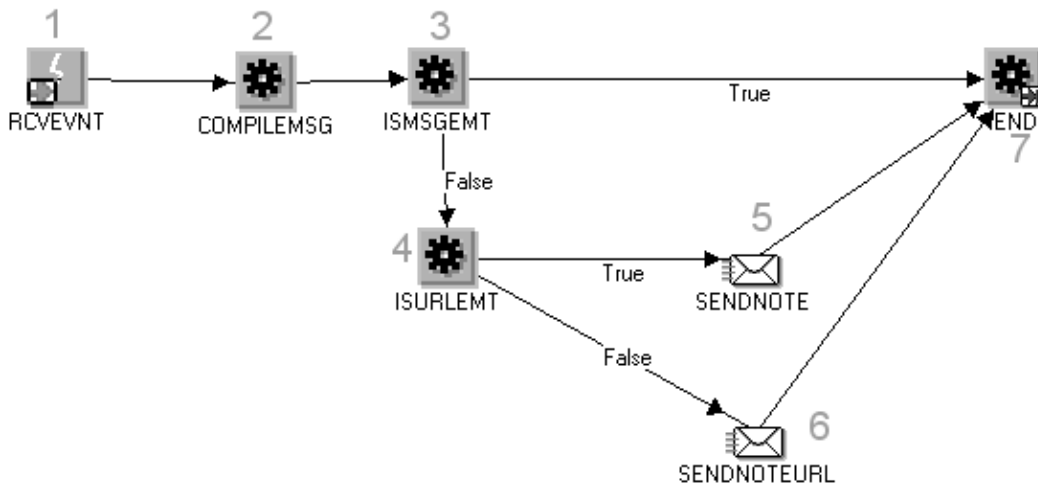 1
2
3
RCVEVNT
COMPILEMSG
ISMSGEMT
True
END
7
False
4
ISURLEMT
True
5
SENDNOTE
False
6
SENDNOTEURL